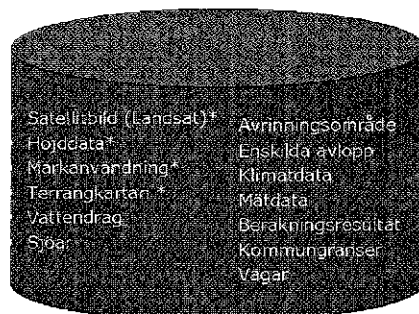 Satellitbild (Landsat)*
Höjddata*
Markanvändning*
Terrängkartan *
Vattendrag
Sjöar
Avrinningsområde
Enskilda avlopp
Klimatdata
Mätdata
Beräkningsresultat
Kommungränser
Vägar